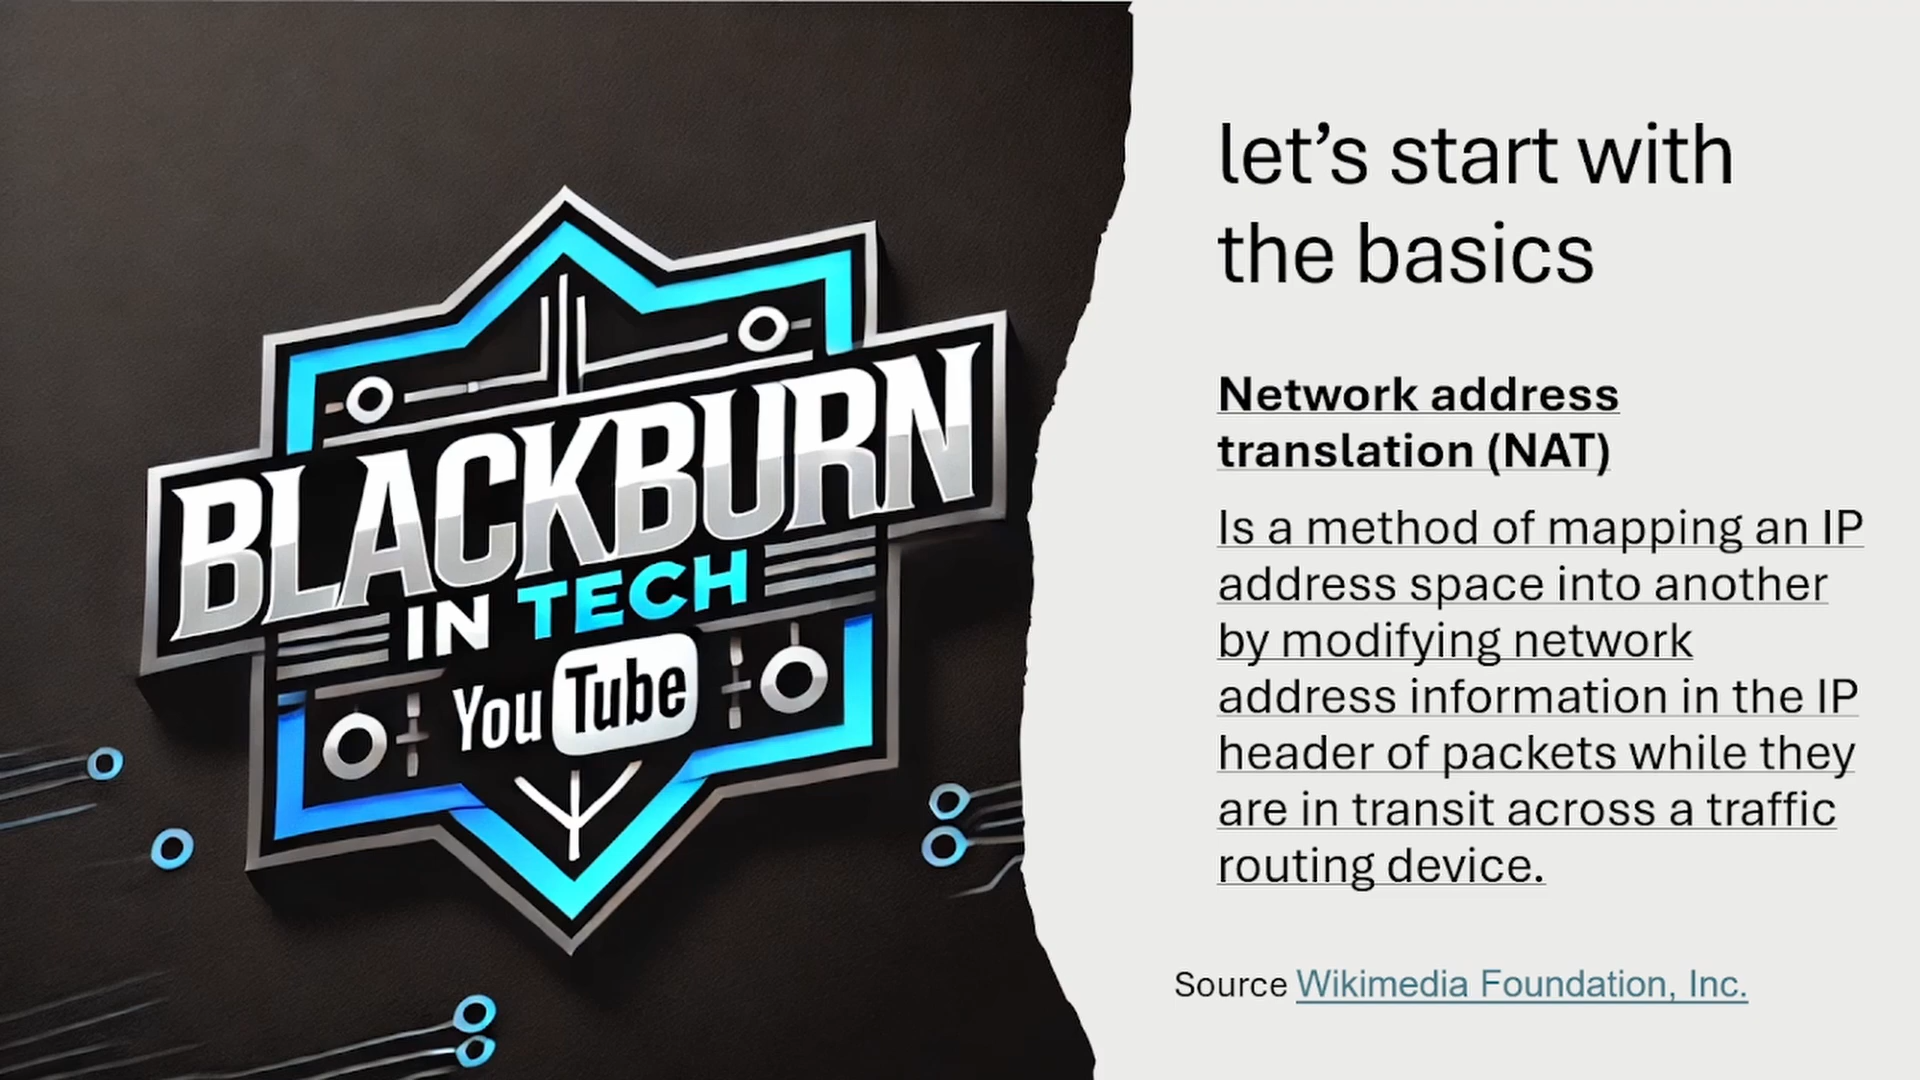 BLACKBURN
IN TECH
YouTube
let’s start with
the basics
Network address
translation (NAT)
Is a method of mapping an IP
address space into another
by modifying network
address information in the IP
header of packets while they
are in transit across a traffic
routing device.
Source Wikimedia Foundation, Inc.